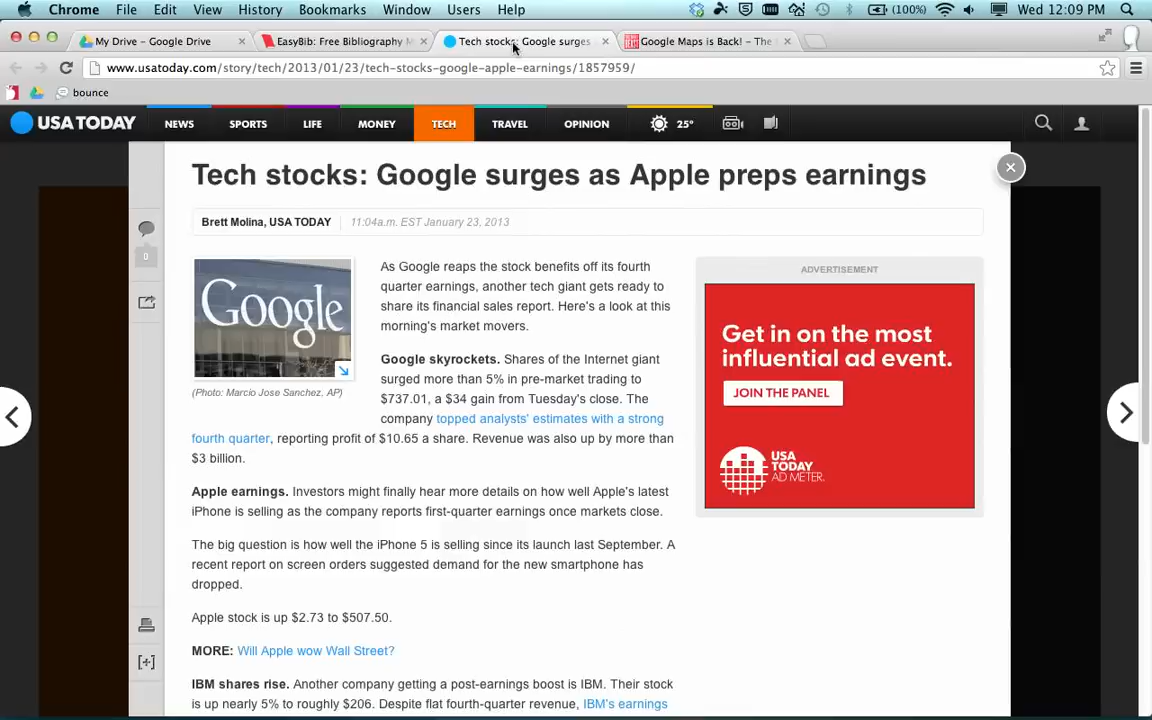 Chrome File Edit View History Bookmarks Window Users Help (100%) Wed 12:09 PM
My Drive – Google Drive EasyBib: Free Bibliography M Tech stocks: Google surges Google Maps is Back! – The
www.usatoday.com/story/tech/2013/01/23/tech-stocks-google-apple-earnings/1857959/
bounce
USA TODAY NEWS SPORTS LIFE MONEY TECH TRAVEL OPINION 25°
Tech stocks: Google surges as Apple preps earnings
Brett Molina, USA TODAY 11:04a.m. EST January 23, 2013
0
Google
(Photo: Marcio Jose Sanchez, AP)
As Google reaps the stock benefits off its fourth
quarter earnings, another tech giant gets ready to
share its financial sales report. Here's a look at this
morning's market movers.
Google skyrockets. Shares of the Internet giant
surged more than 5% in pre-market trading to
$737.01, a $34 gain from Tuesday's close. The
company topped analysts' estimates with a strong
fourth quarter, reporting profit of $10.65 a share. Revenue was also up by more than
$3 billion.
Apple earnings. Investors might finally hear more details on how well Apple's latest
iPhone is selling as the company reports first-quarter earnings once markets close.
The big question is how well the iPhone 5 is selling since its launch last September. A
recent report on screen orders suggested demand for the new smartphone has
dropped.
Apple stock is up $2.73 to $507.50.
MORE: Will Apple wow Wall Street?
IBM shares rise. Another company getting a post-earnings boost is IBM. Their stock
is up nearly 5% to roughly $206. Despite flat fourth-quarter revenue, IBM's earnings
ADVERTISEMENT
Get in on the most
influential ad event.
JOIN THE PANEL
USA
TODAY
AD METER.
[+]